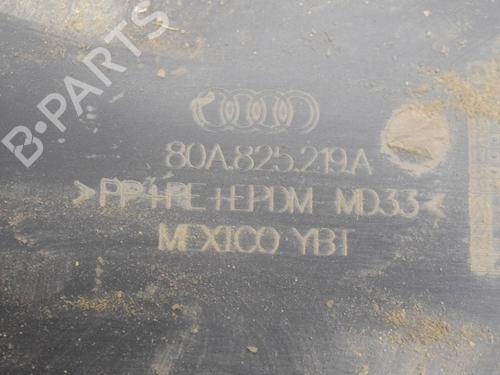 80A.825.219.A
>PP+PE+EPDM MD33<
MEXICO YBT
B-PARTS